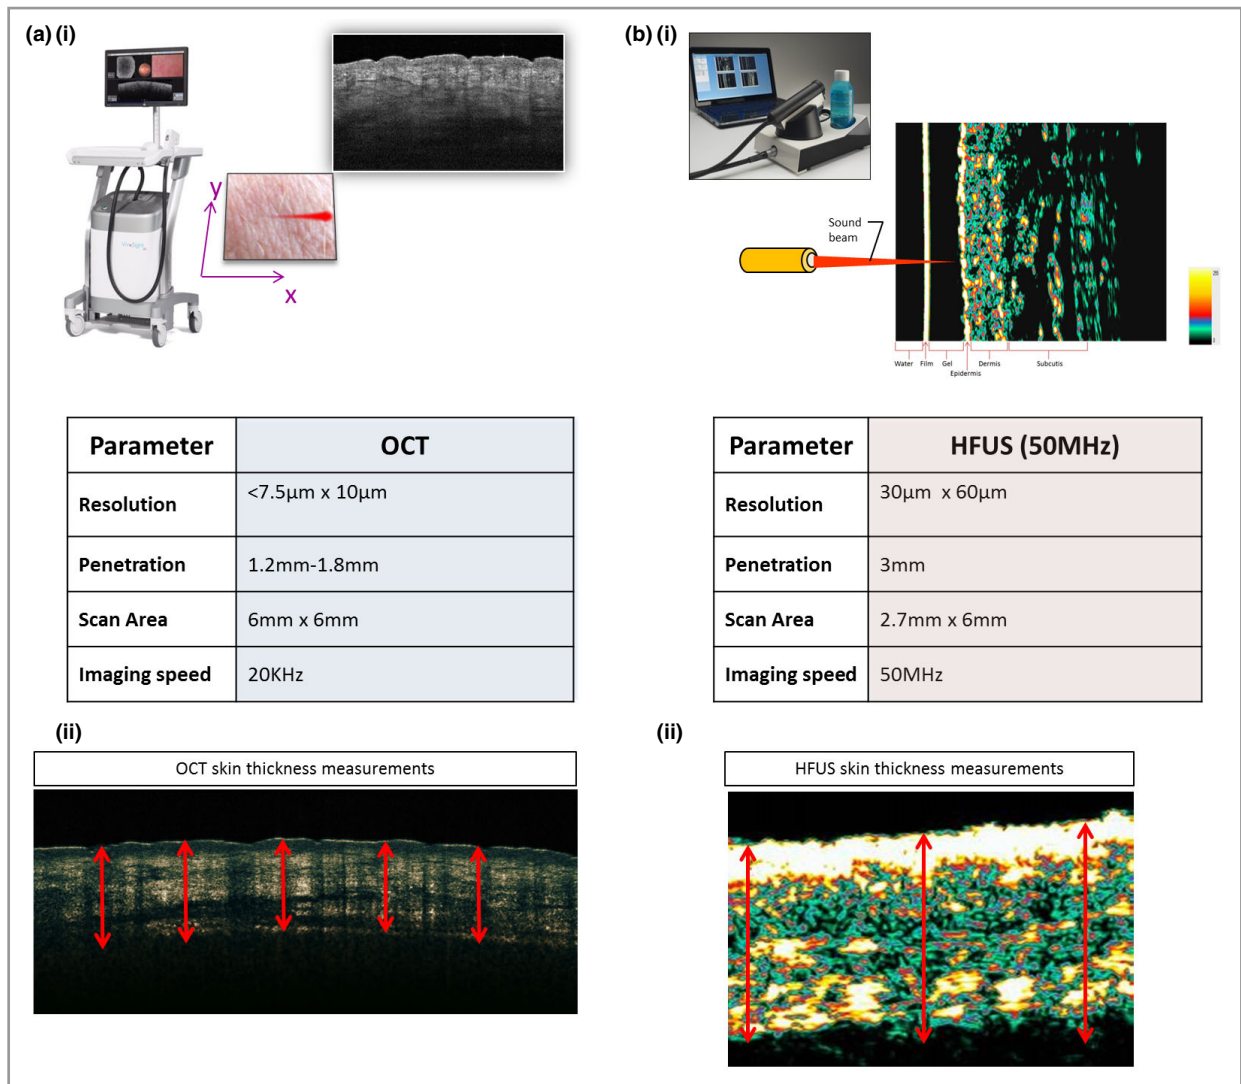 (a) (i)
y
x
Parameter OCT
Resolution <7.5µm x 10µm
Penetration 1.2mm-1.8mm
Scan Area 6mm x 6mm
Imaging speed 20KHz
(ii)
OCT skin thickness measurements
(b) (i)
Sound
beam
Water Film Gel Dermis Subcutis
Epidermis
Parameter HFUS (50MHz)
Resolution 30µm x 60µm
Penetration 3mm
Scan Area 2.7mm x 6mm
Imaging speed 50MHz
(ii)
HFUS skin thickness measurements